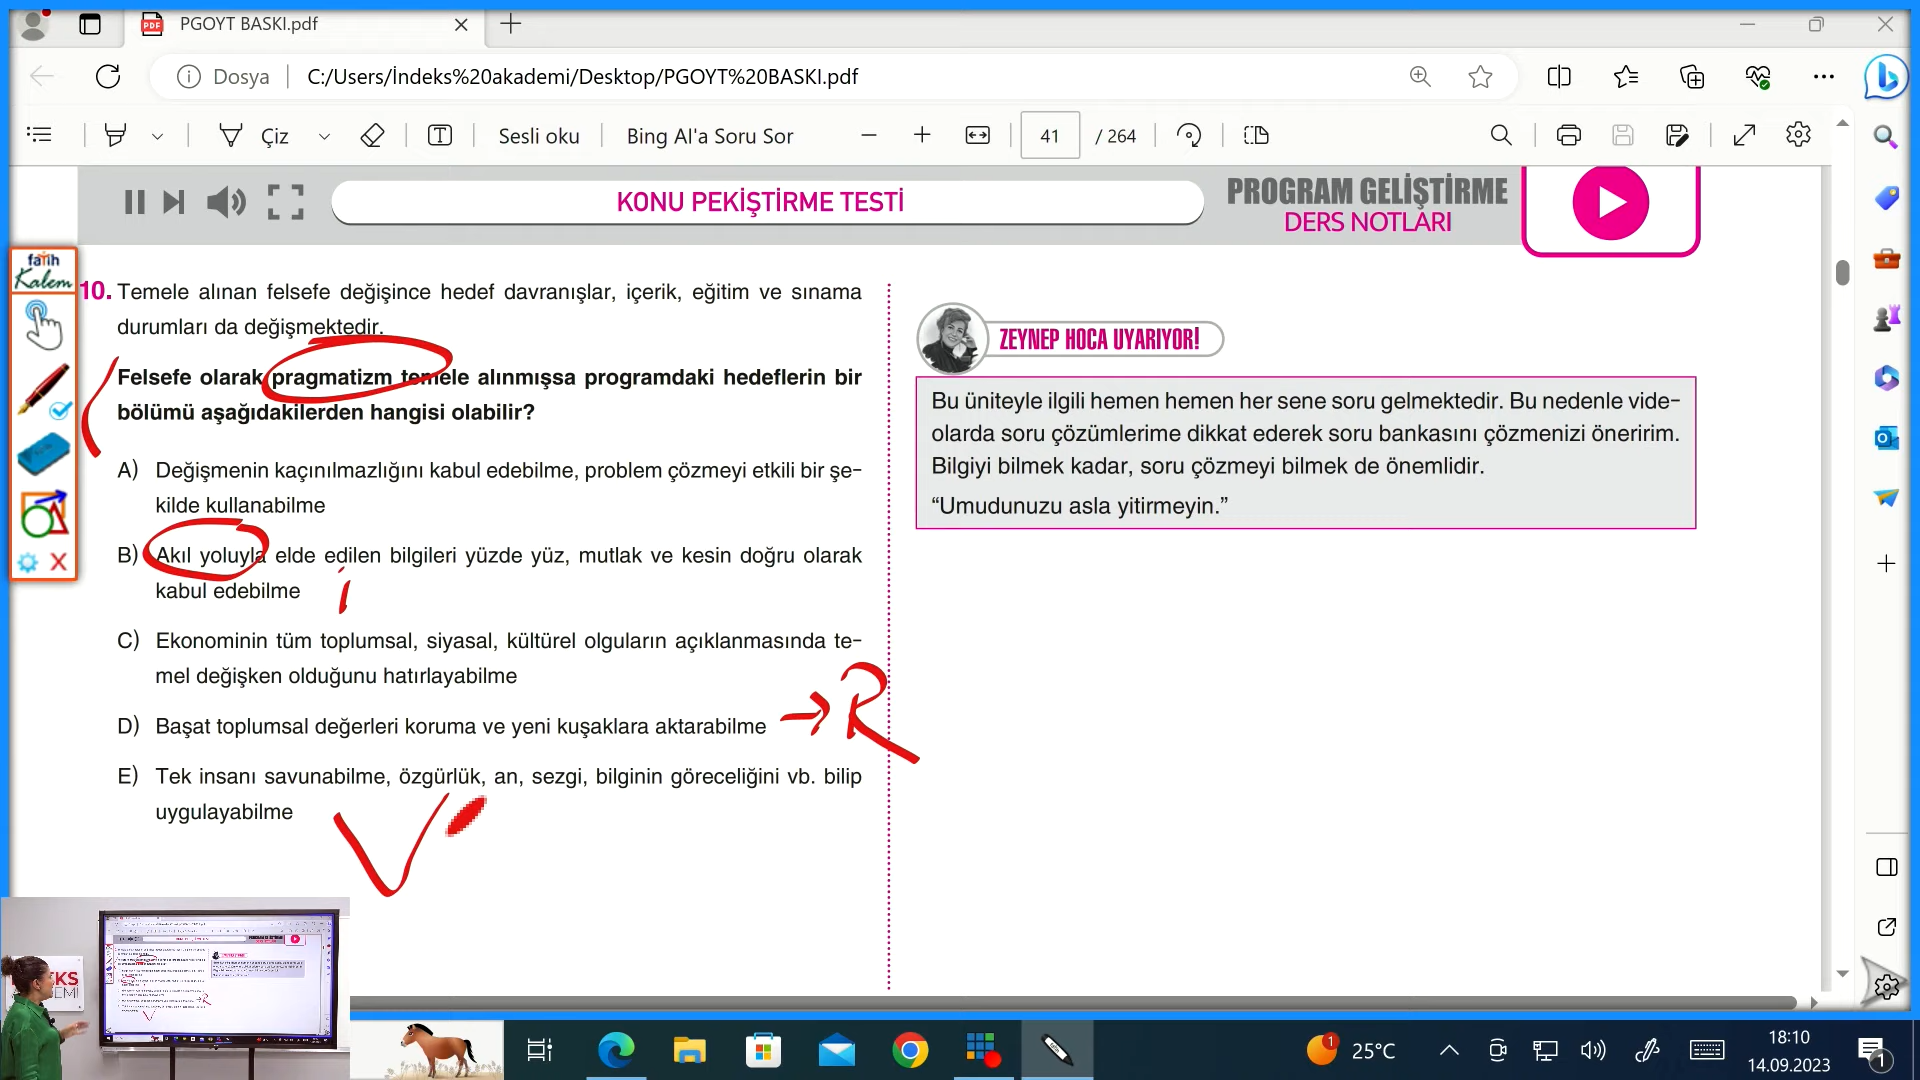 PGOYT BASKI.pdf
Dosya
C:/Users/İndeks%20akademi/Desktop/PGOYT%20BASKI.pdf
Çiz
Sesli oku
Bing AI'a Soru Sor
41
/ 264
KONU PEKİŞTİRME TESTİ
PROGRAM GELİŞTİRME
DERS NOTLARI
fatih
Kalem
10. Temele alınan felsefe değişince hedef davranışlar, içerik, eğitim ve sınama
durumları da değişmektedir.
Felsefe olarak pragmatizm temele alınmışsa programdaki hedeflerin bir
bölümü aşağıdakilerden hangisi olabilir?
A) Değişmenin kaçınılmazlığını kabul edebilme, problem çözmeyi etkili bir şe-
kilde kullanabilme
B) Akıl yoluyla elde edilen bilgileri yüzde yüz, mutlak ve kesin doğru olarak
kabul edebilme
i
C) Ekonominin tüm toplumsal, siyasal, kültürel olguların açıklanmasında te-
mel değişken olduğunu hatırlayabilme
D) Başat toplumsal değerleri koruma ve yeni kuşaklara aktarabilme
R
E) Tek insanı savunabilme, özgürlük, an, sezgi, bilginin göreceliğini vb. bilip
uygulayabilme
ZEYNEP HOCA UYARIYOR!
Bu üniteyle ilgili hemen hemen her sene soru gelmektedir. Bu nedenle vide-
olarda soru çözümlerime dikkat ederek soru bankasını çözmenizi öneririm.
Bilgiyi bilmek kadar, soru çözmeyi bilmek de önemlidir.
“Umudunuzu asla yitirmeyin.”
1
25°C
18:10
14.09.2023
1